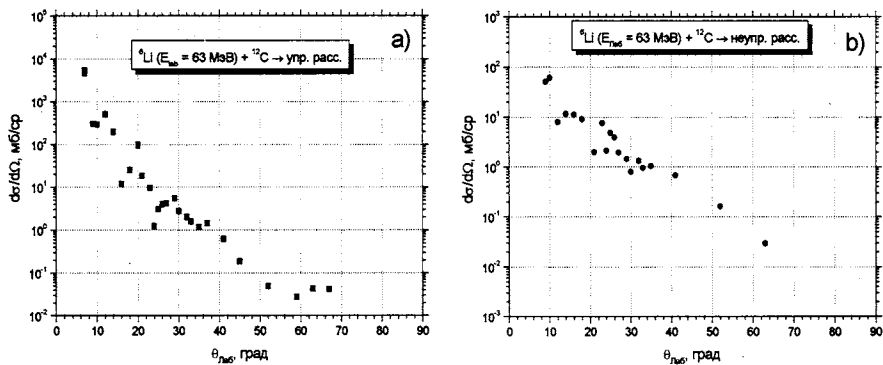 a)
⁶Li (E_lab = 63 МэВ) + ¹²C → упр. расс.
dσ/dΩ, мб/ср
10⁵
10⁴
10³
10²
10¹
10⁰
10⁻¹
10⁻²
0 10 20 30 40 50 60 70 80 90
θ_Лаб, град
b)
⁶Li (E_Лаб = 63 МэВ) + ¹²C → неупр. расс.
dσ/dΩ, мб/ср
10³
10²
10¹
10⁰
10⁻¹
10⁻²
10⁻³
0 10 20 30 40 50 60 70 80 90
θ_Лаб, град